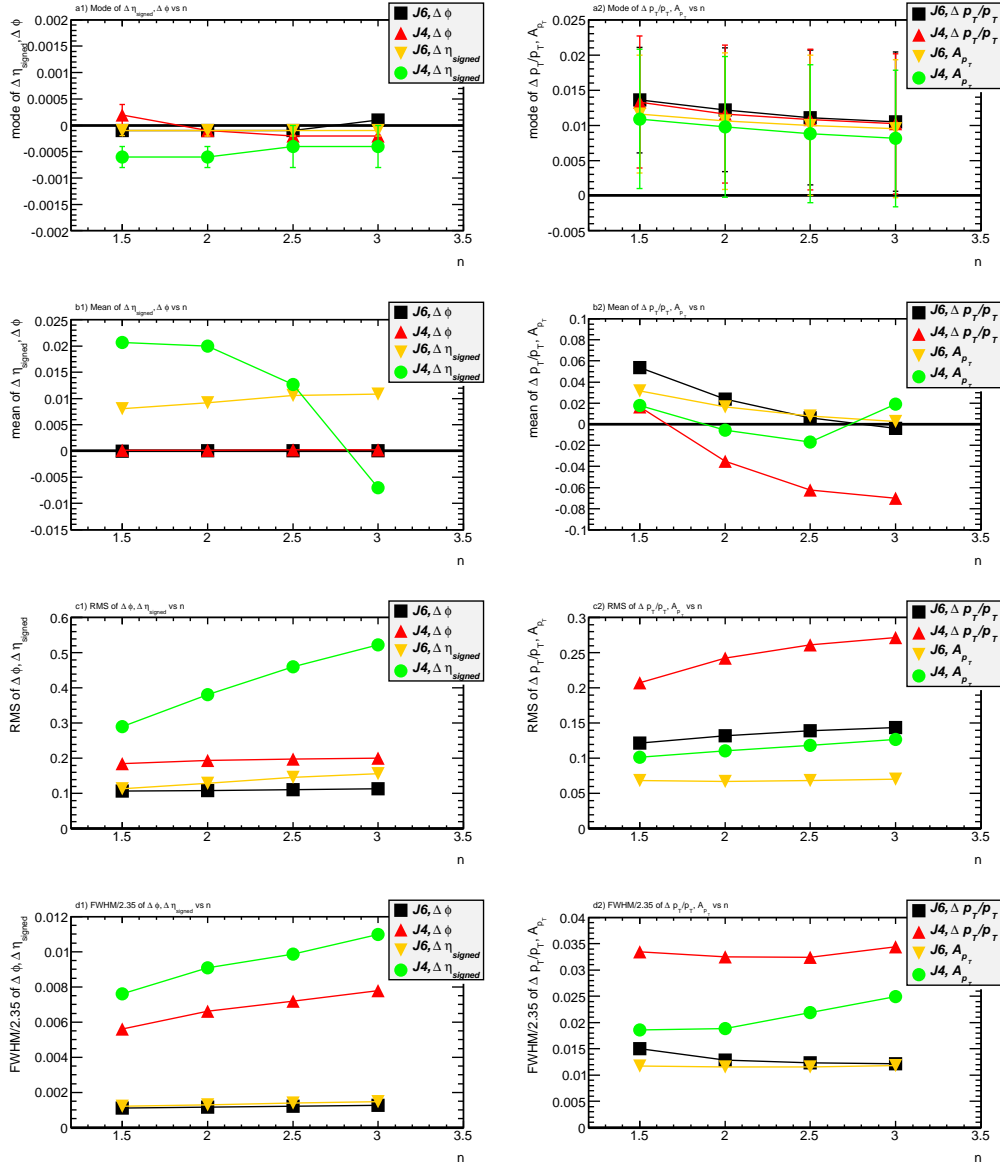 a1) Mode of Δ η_signed, Δ φ vs n
mode of Δ η_signed, Δ φ
0.002
0.0015
0.001
0.0005
0
-0.0005
-0.001
-0.0015
-0.002
1.5 2 2.5 3 3.5
n
J6, Δ φ
J4, Δ φ
J6, Δ η_signed
J4, Δ η_signed
a2) Mode of Δ p_T/p_T, A_p_T vs n
mode of Δ p_T/p_T, A_p_T
0.025
0.02
0.015
0.01
0.005
0
-0.005
1.5 2 2.5 3 3.5
n
J6, Δ p_T/p_T
J4, Δ p_T/p_T
J6, A_p_T
J4, A_p_T
b1) Mean of Δ η_signed, Δ φ vs n
mean of Δ η_signed, Δ φ
0.025
0.02
0.015
0.01
0.005
0
-0.005
-0.01
-0.015
1.5 2 2.5 3 3.5
n
J6, Δ φ
J4, Δ φ
J6, Δ η_signed
J4, Δ η_signed
b2) Mean of Δ p_T/p_T, A_p_T vs n
mean of Δ p_T/p_T, A_p_T
0.1
0.08
0.06
0.04
0.02
0
-0.02
-0.04
-0.06
-0.08
-0.1
1.5 2 2.5 3 3.5
n
J6, Δ p_T/p_T
J4, Δ p_T/p_T
J6, A_p_T
J4, A_p_T
c1) RMS of Δ φ, Δ η_signed vs n
RMS of Δ φ, Δ η_signed
0.6
0.5
0.4
0.3
0.2
0.1
0
1.5 2 2.5 3 3.5
n
J6, Δ φ
J4, Δ φ
J6, Δ η_signed
J4, Δ η_signed
c2) RMS of Δ p_T/p_T, A_p_T vs n
RMS of Δ p_T/p_T, A_p_T
0.3
0.25
0.2
0.15
0.1
0.05
0
1.5 2 2.5 3 3.5
n
J6, Δ p_T/p_T
J4, Δ p_T/p_T
J6, A_p_T
J4, A_p_T
d1) FWHM/2.35 of Δ φ, Δ η_signed vs n
FWHM/2.35 of Δ φ, Δ η_signed
0.012
0.01
0.008
0.006
0.004
0.002
0
1.5 2 2.5 3 3.5
n
J6, Δ φ
J4, Δ φ
J6, Δ η_signed
J4, Δ η_signed
d2) FWHM/2.35 of Δ p_T/p_T, A_p_T vs n
FWHM/2.35 of Δ p_T/p_T, A_p_T
0.04
0.035
0.03
0.025
0.02
0.015
0.01
0.005
0
1.5 2 2.5 3 3.5
n
J6, Δ p_T/p_T
J4, Δ p_T/p_T
J6, A_p_T
J4, A_p_T